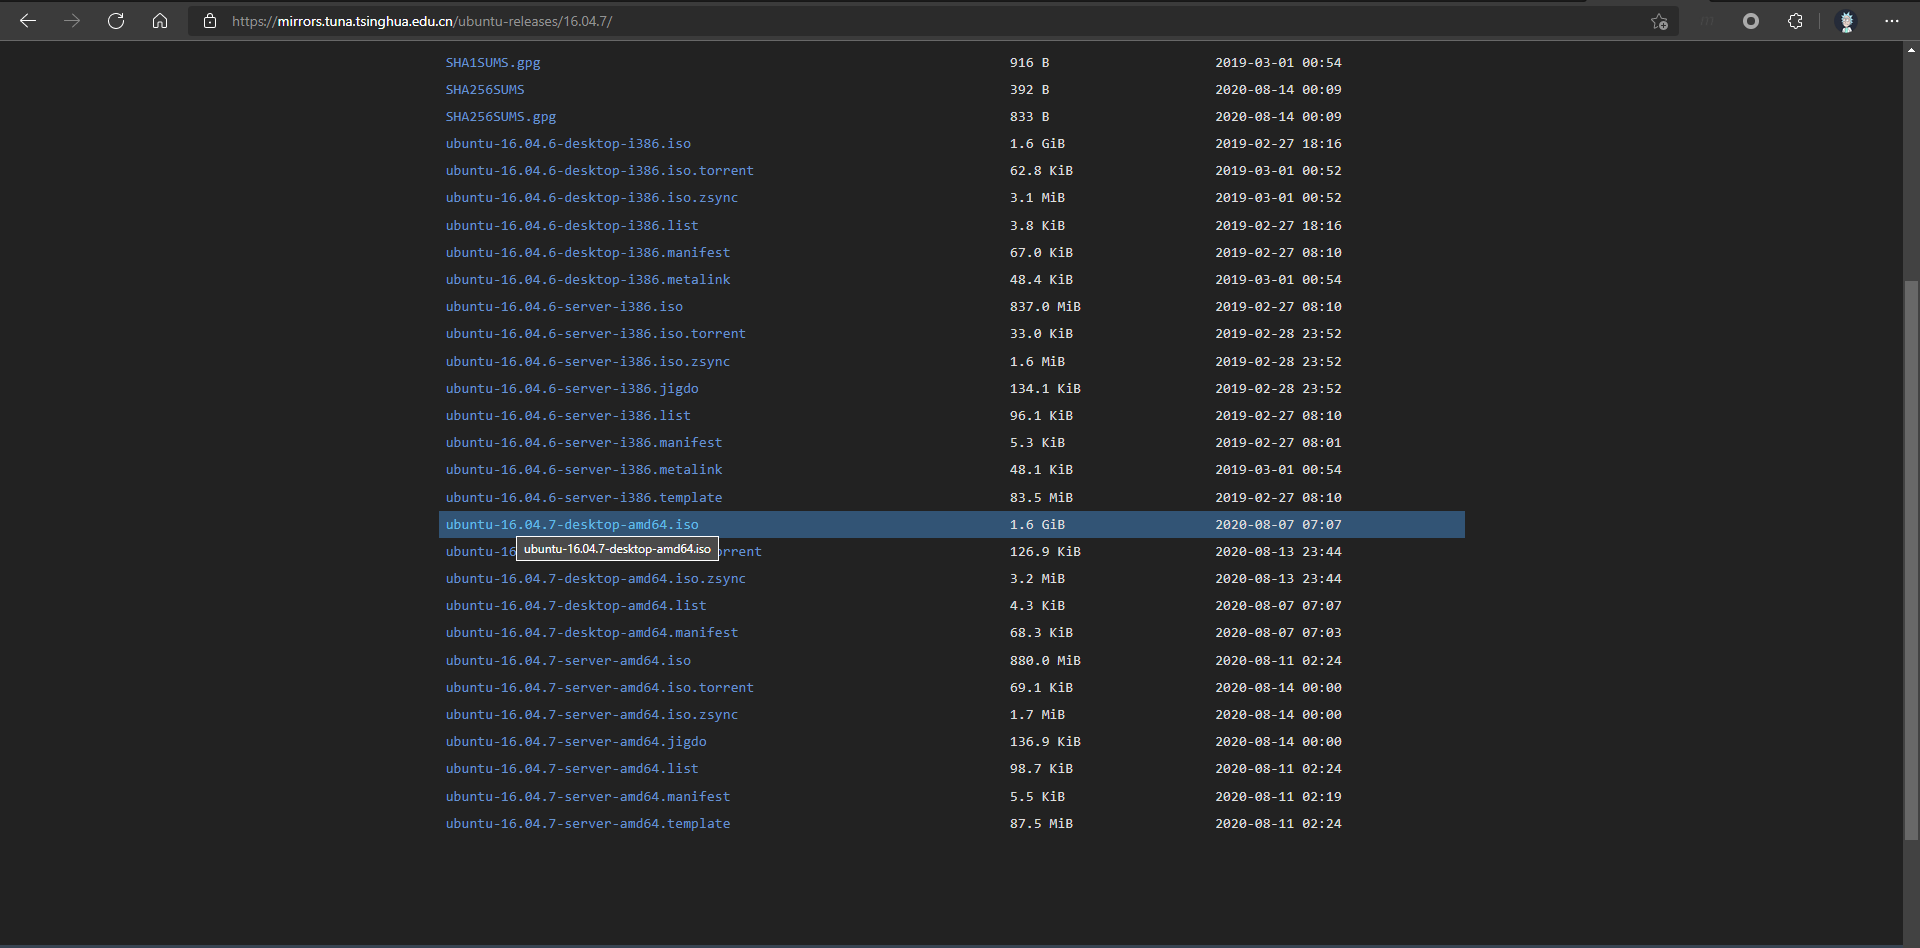 https://mirrors.tuna.tsinghua.edu.cn/ubuntu-releases/16.04.7/
SHA1SUMS.gpg 916 B 2019-03-01 00:54
SHA256SUMS 392 B 2020-08-14 00:09
SHA256SUMS.gpg 833 B 2020-08-14 00:09
ubuntu-16.04.6-desktop-i386.iso 1.6 GiB 2019-02-27 18:16
ubuntu-16.04.6-desktop-i386.iso.torrent 62.8 KiB 2019-03-01 00:52
ubuntu-16.04.6-desktop-i386.iso.zsync 3.1 MiB 2019-03-01 00:52
ubuntu-16.04.6-desktop-i386.list 3.8 KiB 2019-02-27 18:16
ubuntu-16.04.6-desktop-i386.manifest 67.0 KiB 2019-02-27 08:10
ubuntu-16.04.6-desktop-i386.metalink 48.4 KiB 2019-03-01 00:54
ubuntu-16.04.6-server-i386.iso 837.0 MiB 2019-02-27 08:10
ubuntu-16.04.6-server-i386.iso.torrent 33.0 KiB 2019-02-28 23:52
ubuntu-16.04.6-server-i386.iso.zsync 1.6 MiB 2019-02-28 23:52
ubuntu-16.04.6-server-i386.jigdo 134.1 KiB 2019-02-28 23:52
ubuntu-16.04.6-server-i386.list 96.1 KiB 2019-02-27 08:10
ubuntu-16.04.6-server-i386.manifest 5.3 KiB 2019-02-27 08:01
ubuntu-16.04.6-server-i386.metalink 48.1 KiB 2019-03-01 00:54
ubuntu-16.04.6-server-i386.template 83.5 MiB 2019-02-27 08:10
ubuntu-16.04.7-desktop-amd64.iso 1.6 GiB 2020-08-07 07:07
ubuntu-16 ubuntu-16.04.7-desktop-amd64.iso orrent 126.9 KiB 2020-08-13 23:44
ubuntu-16.04.7-desktop-amd64.iso.zsync 3.2 MiB 2020-08-13 23:44
ubuntu-16.04.7-desktop-amd64.list 4.3 KiB 2020-08-07 07:07
ubuntu-16.04.7-desktop-amd64.manifest 68.3 KiB 2020-08-07 07:03
ubuntu-16.04.7-server-amd64.iso 880.0 MiB 2020-08-11 02:24
ubuntu-16.04.7-server-amd64.iso.torrent 69.1 KiB 2020-08-14 00:00
ubuntu-16.04.7-server-amd64.iso.zsync 1.7 MiB 2020-08-14 00:00
ubuntu-16.04.7-server-amd64.jigdo 136.9 KiB 2020-08-14 00:00
ubuntu-16.04.7-server-amd64.list 98.7 KiB 2020-08-11 02:24
ubuntu-16.04.7-server-amd64.manifest 5.5 KiB 2020-08-11 02:19
ubuntu-16.04.7-server-amd64.template 87.5 MiB 2020-08-11 02:24